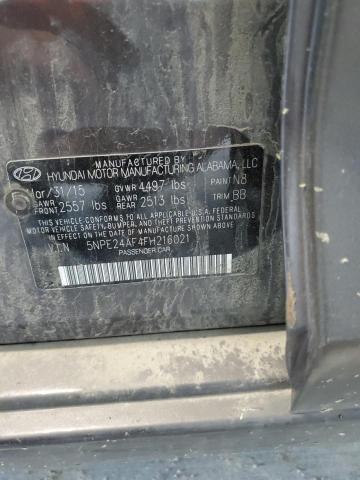 MANUFACTURED BY
HYUNDAI MOTOR MANUFACTURING ALABAMA, LLC
Mar/31/15 GVWR 4497 lbs PAINT N8
GAWR FRONT 2557 lbs GAWR REAR 2513 lbs TRIM BB
THIS VEHICLE CONFORMS TO ALL APPLICABLE
FEDERAL MOTOR VEHICLE SAFETY, BUMPER, AND
THEFT PREVENTION STANDARDS IN EFFECT ON THE
DATE OF MANUFACTURE SHOWN ABOVE.
V.I.N 5NPE24AF4FH216021
PASSENGER CAR